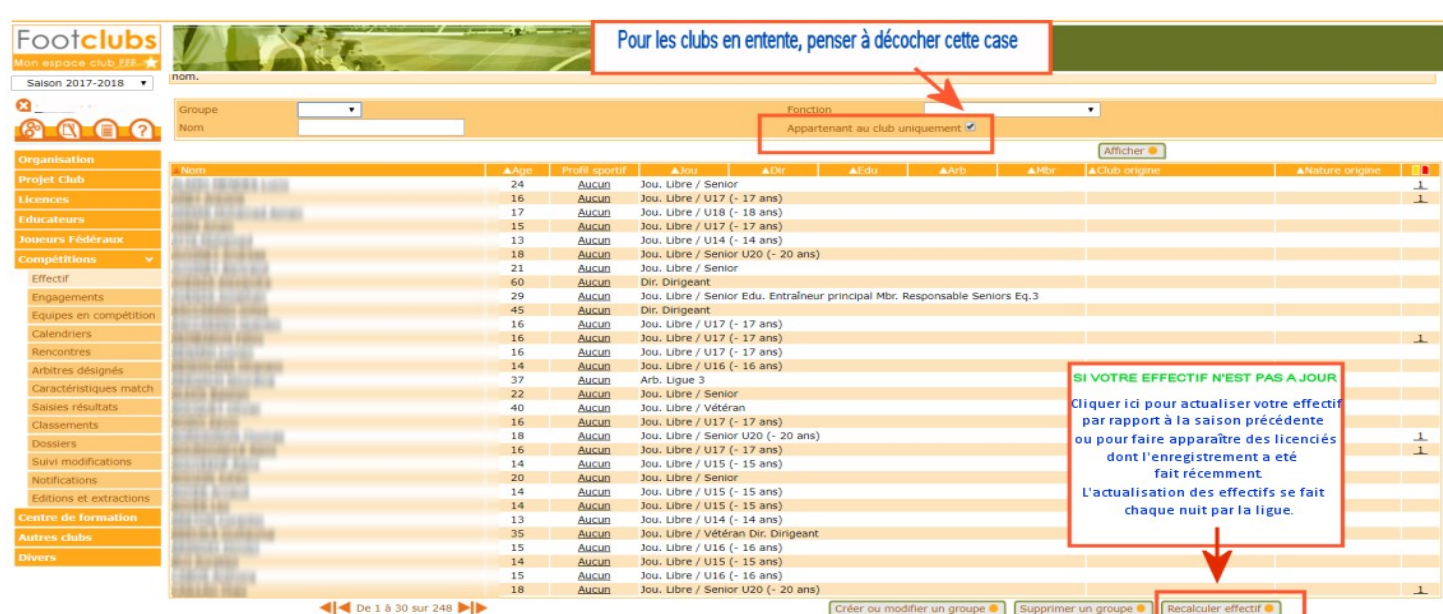 Footclubs
Mon espace club FFF
Pour les clubs en entente, penser à décocher cette case
Saison 2017-2018
nom.
Groupe
Fonction
Nom
Appartenant au club uniquement
Afficher
Organisation
Projet Club
Licences
Educateurs
Joueurs Fédéraux
Compétitions
Effectif
Engagements
Equipes en compétition
Calendriers
Rencontres
Arbitres désignés
Caractéristiques match
Saisies résultats
Classements
Dossiers
Suivi modifications
Notifications
Editions et extractions
Centre de formation
Autres clubs
Divers
Nom Age Profil sportif Jou Dir Edu Arb Mbr Club origine Nature origine
24 Aucun Jou. Libre / Senior 1
16 Aucun Jou. Libre / U17 (- 17 ans) 1
17 Aucun Jou. Libre / U18 (- 18 ans)
15 Aucun Jou. Libre / U17 (- 17 ans)
13 Aucun Jou. Libre / U14 (- 14 ans)
18 Aucun Jou. Libre / Senior U20 (- 20 ans)
21 Aucun Jou. Libre / Senior
60 Aucun Dir. Dirigeant
29 Aucun Jou. Libre / Senior Edu. Entraîneur principal Mbr. Responsable Seniors Eq.3
45 Aucun Dir. Dirigeant
16 Aucun Jou. Libre / U17 (- 17 ans)
16 Aucun Jou. Libre / U17 (- 17 ans) 1
16 Aucun Jou. Libre / U17 (- 17 ans)
14 Aucun Jou. Libre / U16 (- 16 ans)
37 Aucun Arb. Ligue 3
22 Aucun Jou. Libre / Senior
40 Aucun Jou. Libre / Vétéran
16 Aucun Jou. Libre / U17 (- 17 ans)
18 Aucun Jou. Libre / Senior U20 (- 20 ans) 1
16 Aucun Jou. Libre / U17 (- 17 ans) 1
14 Aucun Jou. Libre / U15 (- 15 ans)
20 Aucun Jou. Libre / Senior
14 Aucun Jou. Libre / U15 (- 15 ans)
14 Aucun Jou. Libre / U15 (- 15 ans)
13 Aucun Jou. Libre / U14 (- 14 ans)
35 Aucun Jou. Libre / Vétéran Dir. Dirigeant
15 Aucun Jou. Libre / U16 (- 16 ans)
14 Aucun Jou. Libre / U15 (- 15 ans)
15 Aucun Jou. Libre / U16 (- 16 ans)
18 Aucun Jou. Libre / Senior U20 (- 20 ans) 1
SI VOTRE EFFECTIF N'EST PAS A JOUR
Cliquer ici pour actualiser votre effectif
par rapport à la saison précédente
ou pour faire apparaître des licenciés
dont l'enregistrement a eté
fait récemment.
L'actualisation des effectifs se fait
chaque nuit par la ligue.
De 1 à 30 sur 248
Créer ou modifier un groupe
Supprimer un groupe
Recalculer effectif